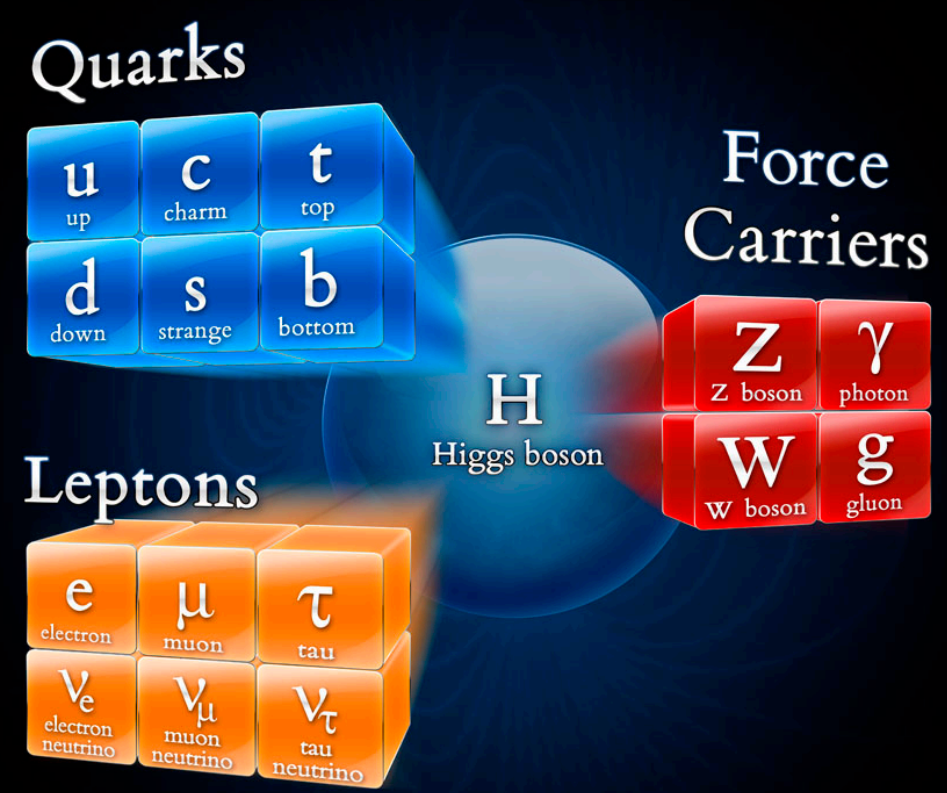 Quarks
u
up
c
charm
t
top
d
down
s
strange
b
bottom
Force
Carriers
Z
Z boson
γ
photon
W
W boson
g
gluon
H
Higgs boson
Leptons
e
electron
μ
muon
τ
tau
νe
electron
neutrino
νμ
muon
neutrino
ντ
tau
neutrino